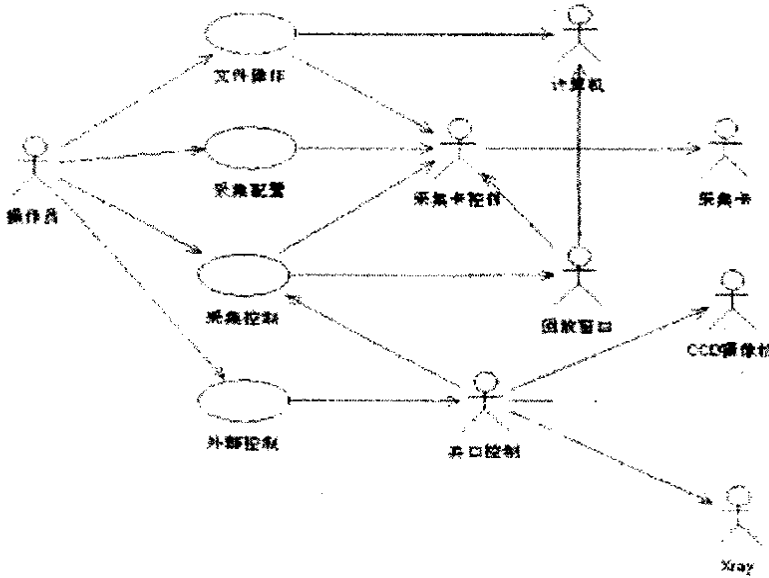 文件操作
计算机
操作员
采集配置
采集卡控件
采集卡
采集控制
回放窗口
CCD摄像机
外部控制
并口控制
Xray